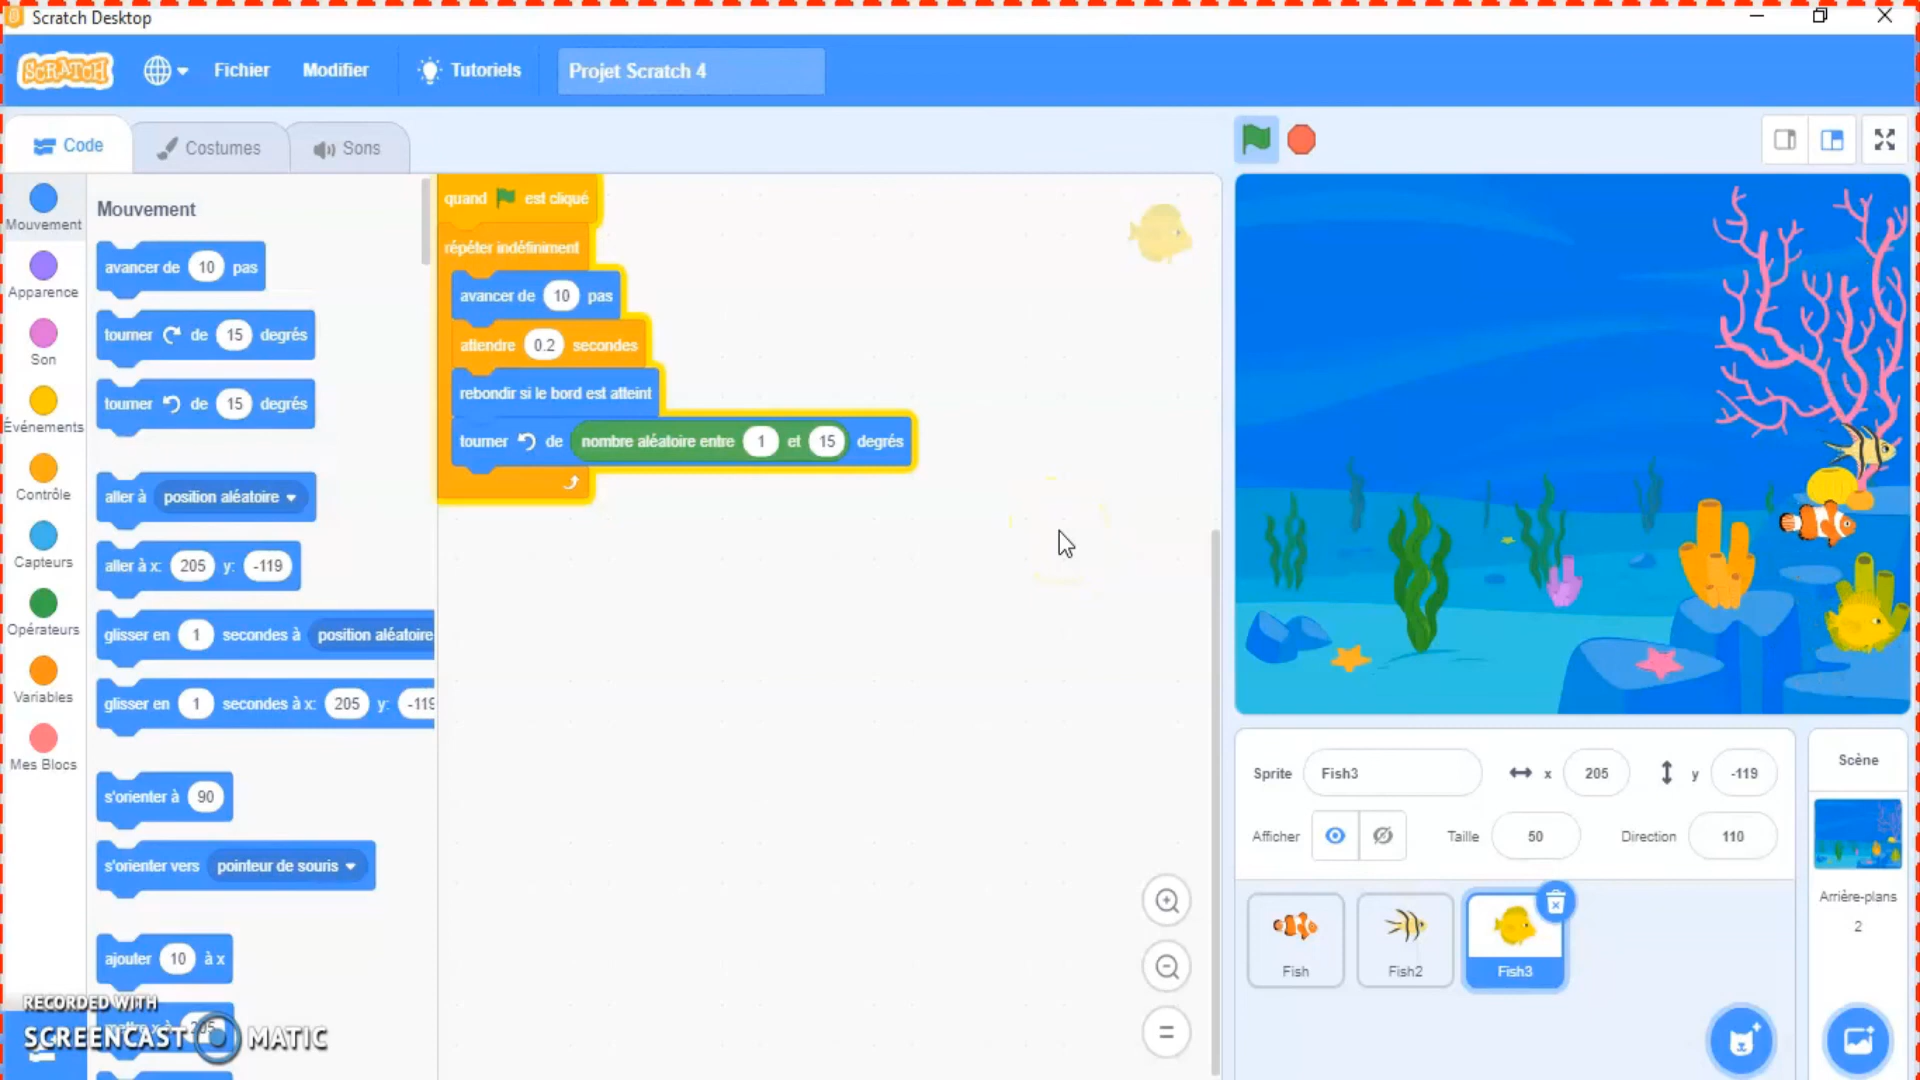 Scratch Desktop
SCRATCH Fichier Modifier Tutoriels Projet Scratch 4
Code Costumes Sons
Mouvement
Apparence
Son
Événements
Contrôle
Capteurs
Opérateurs
Variables
Mes Blocs
Mouvement
avancer de 10 pas
tourner de 15 degrés
tourner de 15 degrés
aller à position aléatoire
aller à x: 205 y: -119
glisser en 1 secondes à position aléatoire
glisser en 1 secondes à x: 205 y: -119
s'orienter à 90
s'orienter vers pointeur de souris
ajouter 10 à x
mettre x à 205
quand est cliqué
répéter indéfiniment
avancer de 10 pas
attendre 0.2 secondes
rebondir si le bord est atteint
tourner de nombre aléatoire entre 1 et 15 degrés
Sprite Fish3 x 205 y -119
Afficher Taille 50 Direction 110
Fish
Fish2
Fish3
Scène
Arrière-plans
2
RECORDED WITH
SCREENCAST MATIC